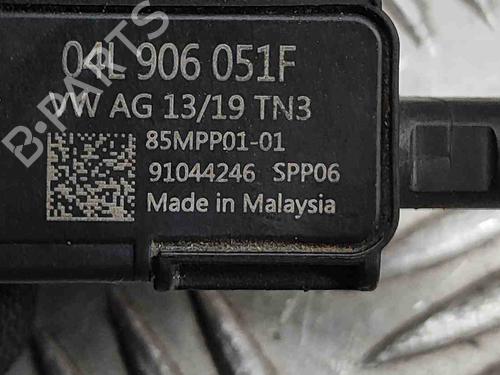 04L 906 051F
VW AG 13/19 TN3
85MPP01-01
91044246 SPP06
Made in Malaysia
B-PARTS